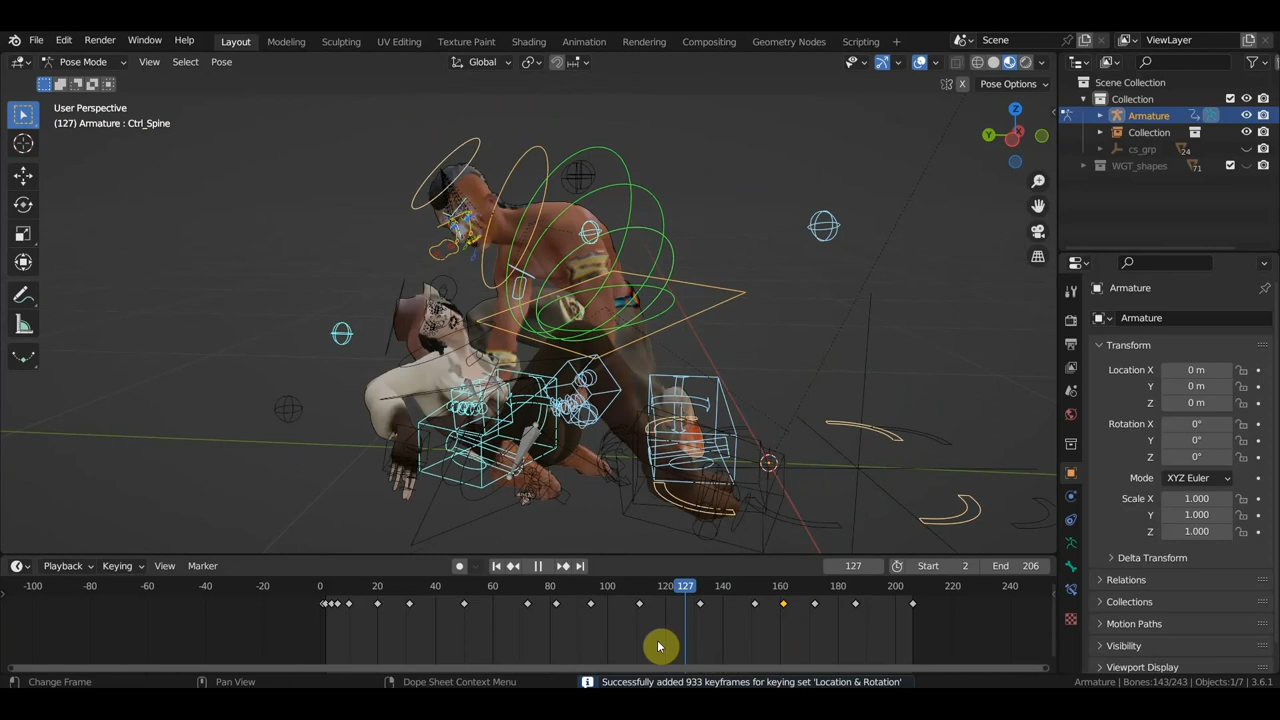 File Edit Render Window Help Layout Modeling Sculpting UV Editing Texture Paint Shading Animation Rendering Compositing Geometry Nodes Scripting + Scene ViewLayer
Pose Mode View Select Pose Global
X Pose Options
User Perspective
(127) Armature : Ctrl_Spine
Z
Y
X
Scene Collection
Collection
Armature
Collection
cs_grp 24
WGT_shapes 71
Armature
Armature
Transform
Location X 0 m
Y 0 m
Z 0 m
Rotation X 0°
Y 0°
Z 0°
Mode XYZ Euler
Scale X 1.000
Y 1.000
Z 1.000
Delta Transform
Relations
Collections
Motion Paths
Visibility
Viewport Display
Playback Keying View Marker 127 Start 2 End 206
-100 -80 -60 -40 -20 0 20 40 60 80 100 120 127 140 160 180 200 220 240
Change Frame Pan View Dope Sheet Context Menu Successfully added 933 keyframes for keying set 'Location & Rotation' Armature | Bones:143/243 | Objects:1/7 | 3.6.1